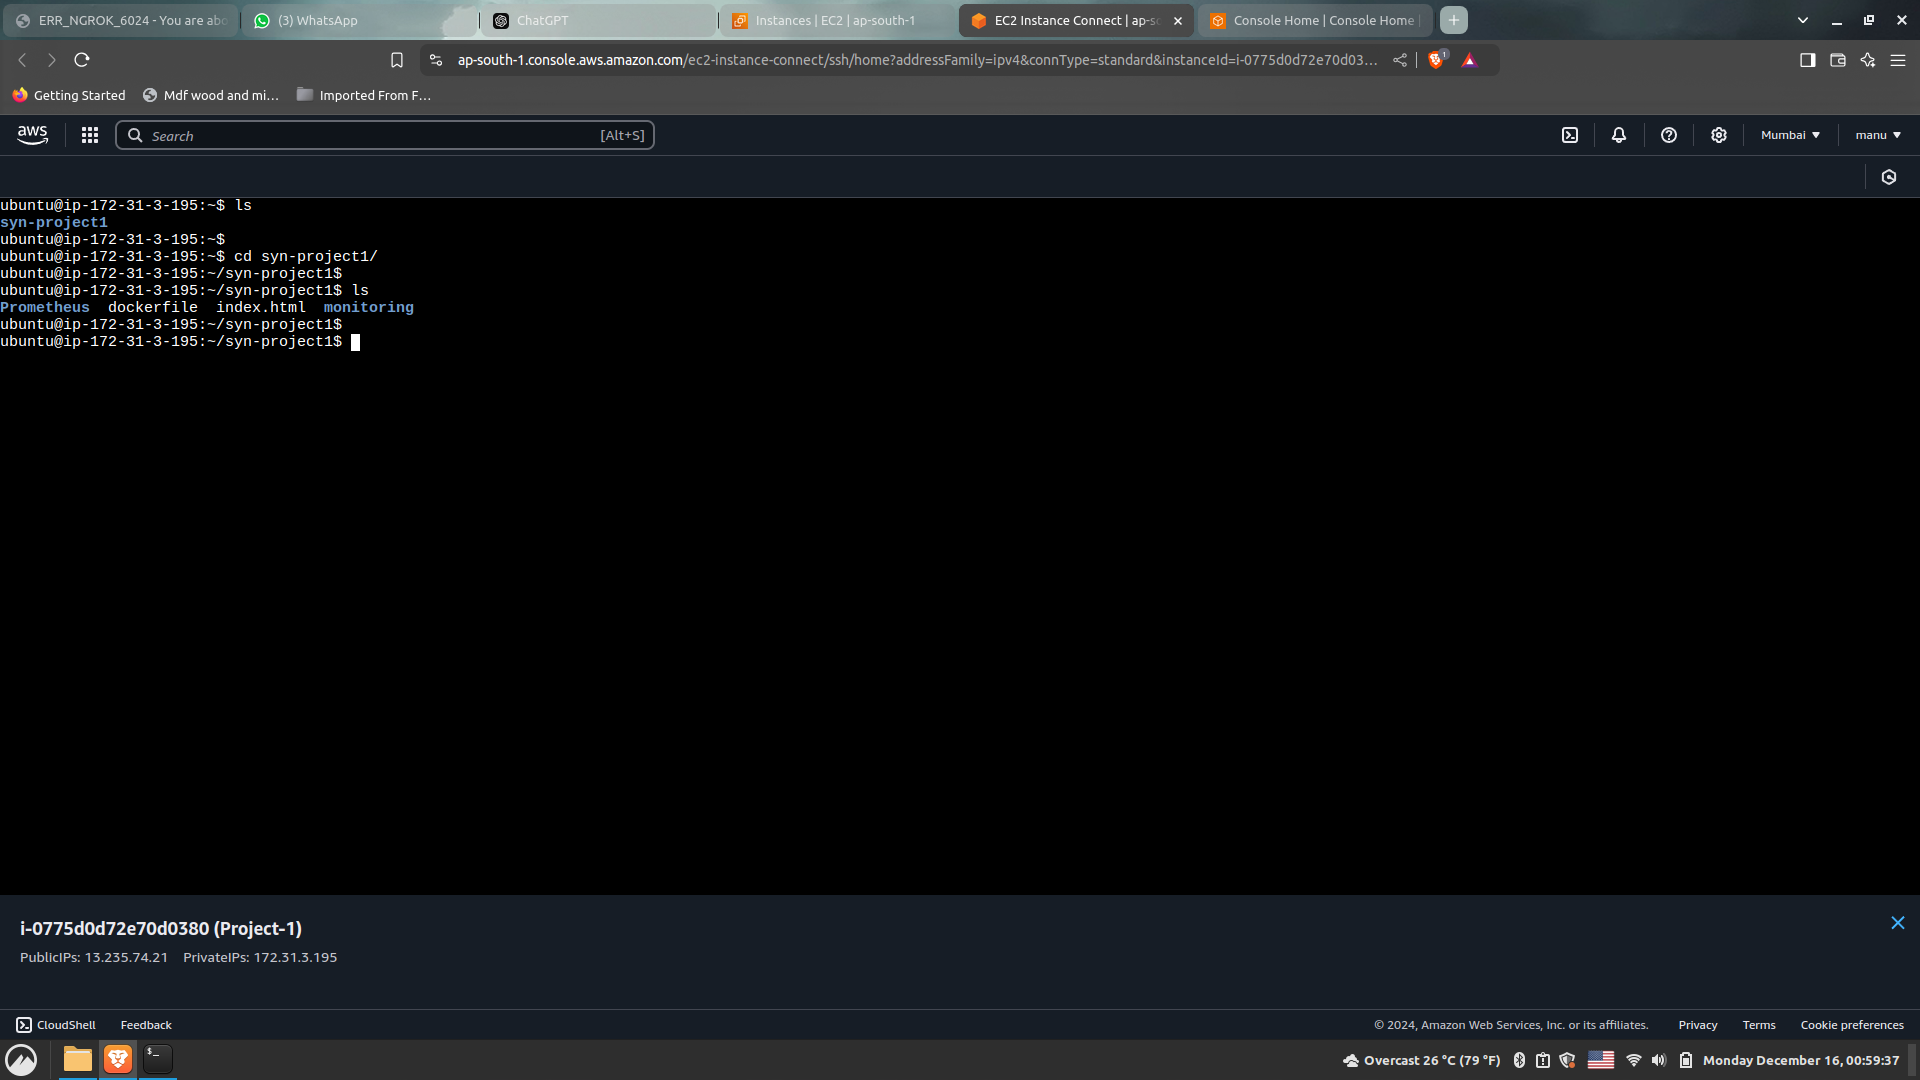 ERR_NGROK_6024 - You are abo
(3) WhatsApp
ChatGPT
Instances | EC2 | ap-south-1
EC2 Instance Connect | ap-so
Console Home | Console Home |
ap-south-1.console.aws.amazon.com/ec2-instance-connect/ssh/home?addressFamily=ipv4&connType=standard&instanceId=i-0775d0d72e70d03...
1
Getting Started
Mdf wood and mi...
Imported From F...
aws
Search
[Alt+S]
Mumbai
manu
ubuntu@ip-172-31-3-195:~$ ls
syn-project1
ubuntu@ip-172-31-3-195:~$
ubuntu@ip-172-31-3-195:~$ cd syn-project1/
ubuntu@ip-172-31-3-195:~/syn-project1$
ubuntu@ip-172-31-3-195:~/syn-project1$ ls
Prometheus  dockerfile  index.html  monitoring
ubuntu@ip-172-31-3-195:~/syn-project1$
ubuntu@ip-172-31-3-195:~/syn-project1$
i-0775d0d72e70d0380 (Project-1)
PublicIPs: 13.235.74.21 PrivateIPs: 172.31.3.195
CloudShell
Feedback
© 2024, Amazon Web Services, Inc. or its affiliates.
Privacy
Terms
Cookie preferences
$_
Overcast 26 °C (79 °F)
Monday December 16, 00:59:37